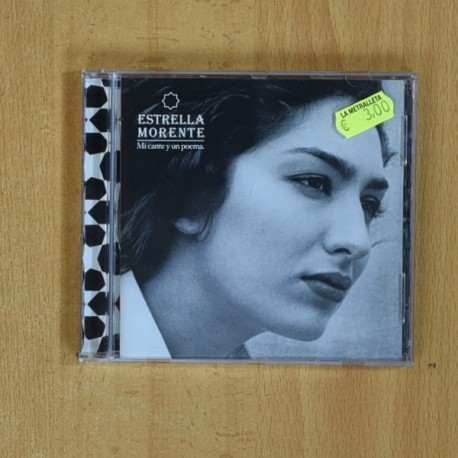 ESTRELLA
MORENTE
Mi cante y un poema.
LA METRALLETA
€ 3,00